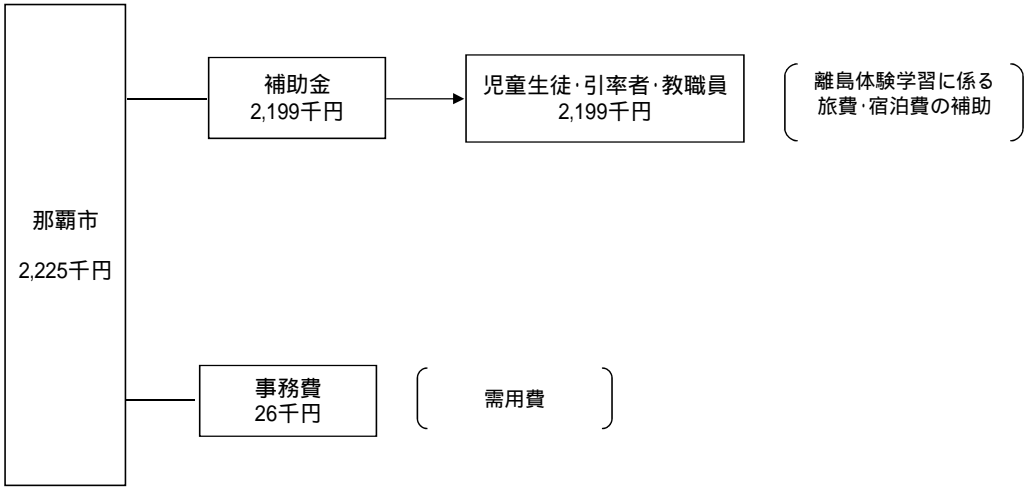 那覇市
2,225千円
補助金
2,199千円
児童生徒・引率者・教職員
2,199千円
離島体験学習に係る
旅費・宿泊費の補助
事務費
26千円
需用費